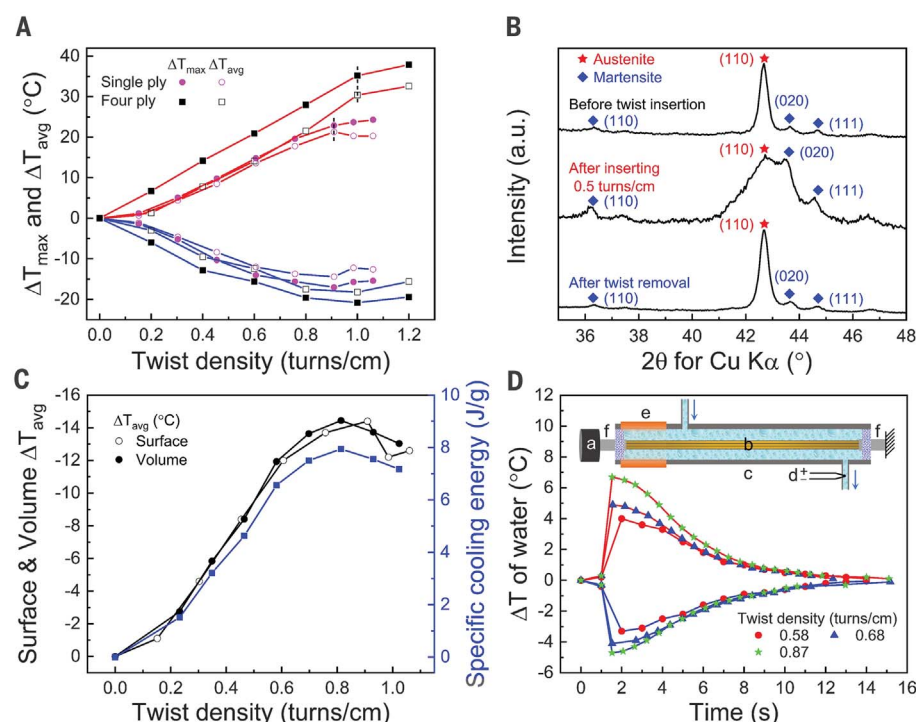 A
ΔTmax and ΔTavg (°C)
40
30
20
10
0
-10
-20
ΔTmax ΔTavg
Single ply
Four ply
0.0 0.2 0.4 0.6 0.8 1.0 1.2
Twist density (turns/cm)
B
Intensity (a.u.)
★ Austenite
◆ Martensite
(110)
Before twist insertion
(110)
(020)
(111)
After inserting
0.5 turns/cm
(110)
(110)
(020)
(111)
After twist removal
(110)
(110)
(020)
(111)
36 38 40 42 44 46 48
2θ for Cu Kα (°)
C
Surface & Volume ΔTavg
-16
-14
-12
-10
-8
-6
-4
-2
0
ΔTavg (°C)
Surface
Volume
10
8
6
4
2
0
Specific cooling energy (J/g)
0.0 0.2 0.4 0.6 0.8 1.0
Twist density (turns/cm)
D
ΔT of water (°C)
12
10
8
6
4
2
0
-2
-4
-6
a
f
e
b
c
d
+
–
f
Twist density (turns/cm)
0.58 0.68
0.87
0 2 4 6 8 10 12 14 16
Time (s)